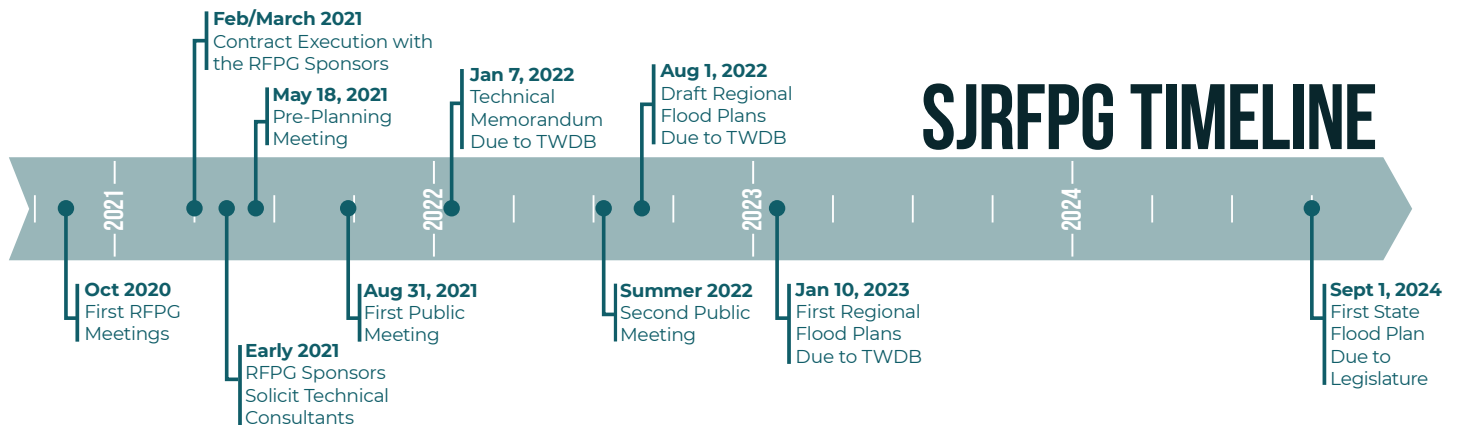 SJRFPG TIMELINE
Feb/March 2021
Contract Execution with
the RFPG Sponsors
May 18, 2021
Pre-Planning
Meeting
Jan 7, 2022
Technical
Memorandum
Due to TWDB
Aug 1, 2022
Draft Regional
Flood Plans
Due to TWDB
2021
2022
2023
2024
Oct 2020
First RFPG
Meetings
Early 2021
RFPG Sponsors
Solicit Technical
Consultants
Aug 31, 2021
First Public
Meeting
Summer 2022
Second Public
Meeting
Jan 10, 2023
First Regional
Flood Plans
Due to TWDB
Sept 1, 2024
First State
Flood Plan
Due to
Legislature